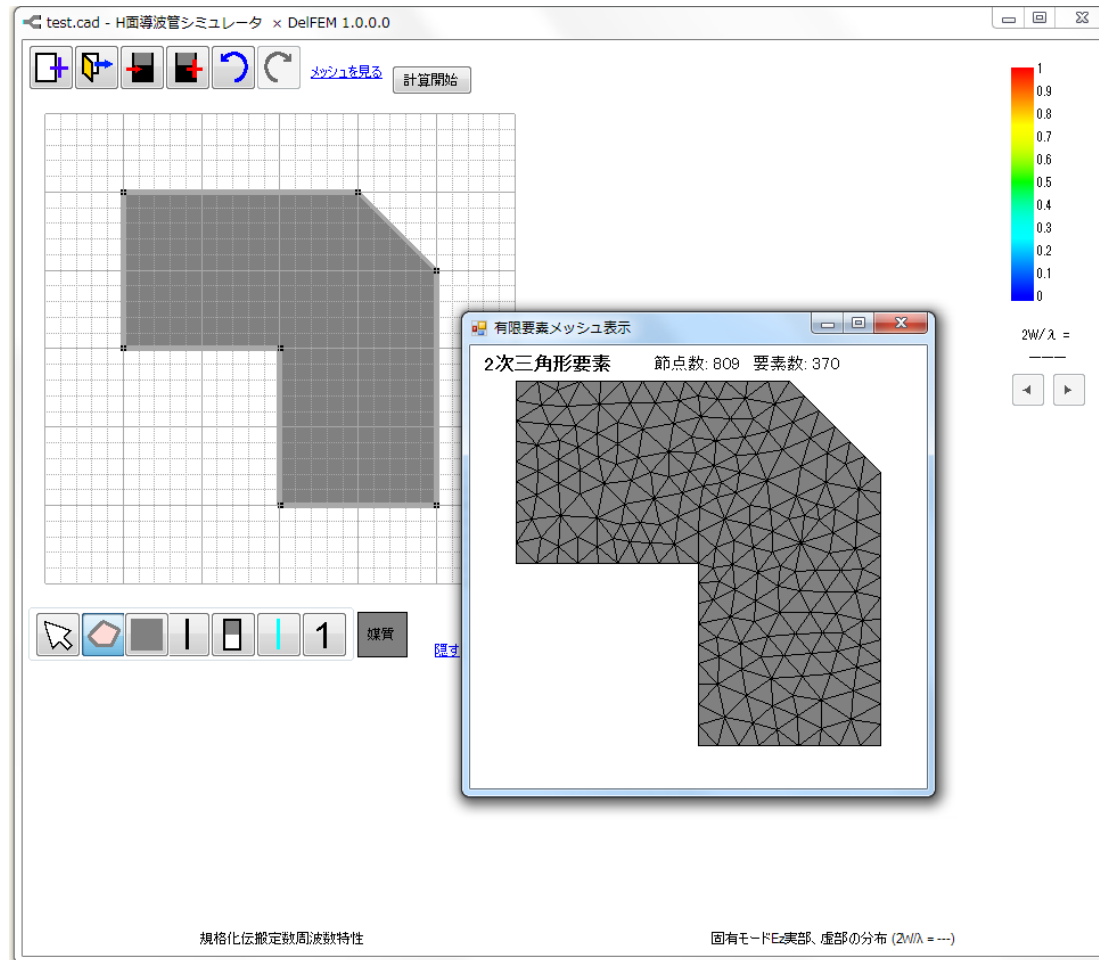 test.cad - H面導波管シミュレータ × DelFEM 1.0.0.0
メッシュを見る
計算開始
1
0.9
0.8
0.7
0.6
0.5
0.4
0.3
0.2
0.1
0
2W/λ =
---
有限要素メッシュ表示
2次三角形要素 節点数: 809 要素数: 370
1
媒質
隠す
規格化伝搬定数周波数特性
固有モードEz実部、虚部の分布 (2W/λ = ---)